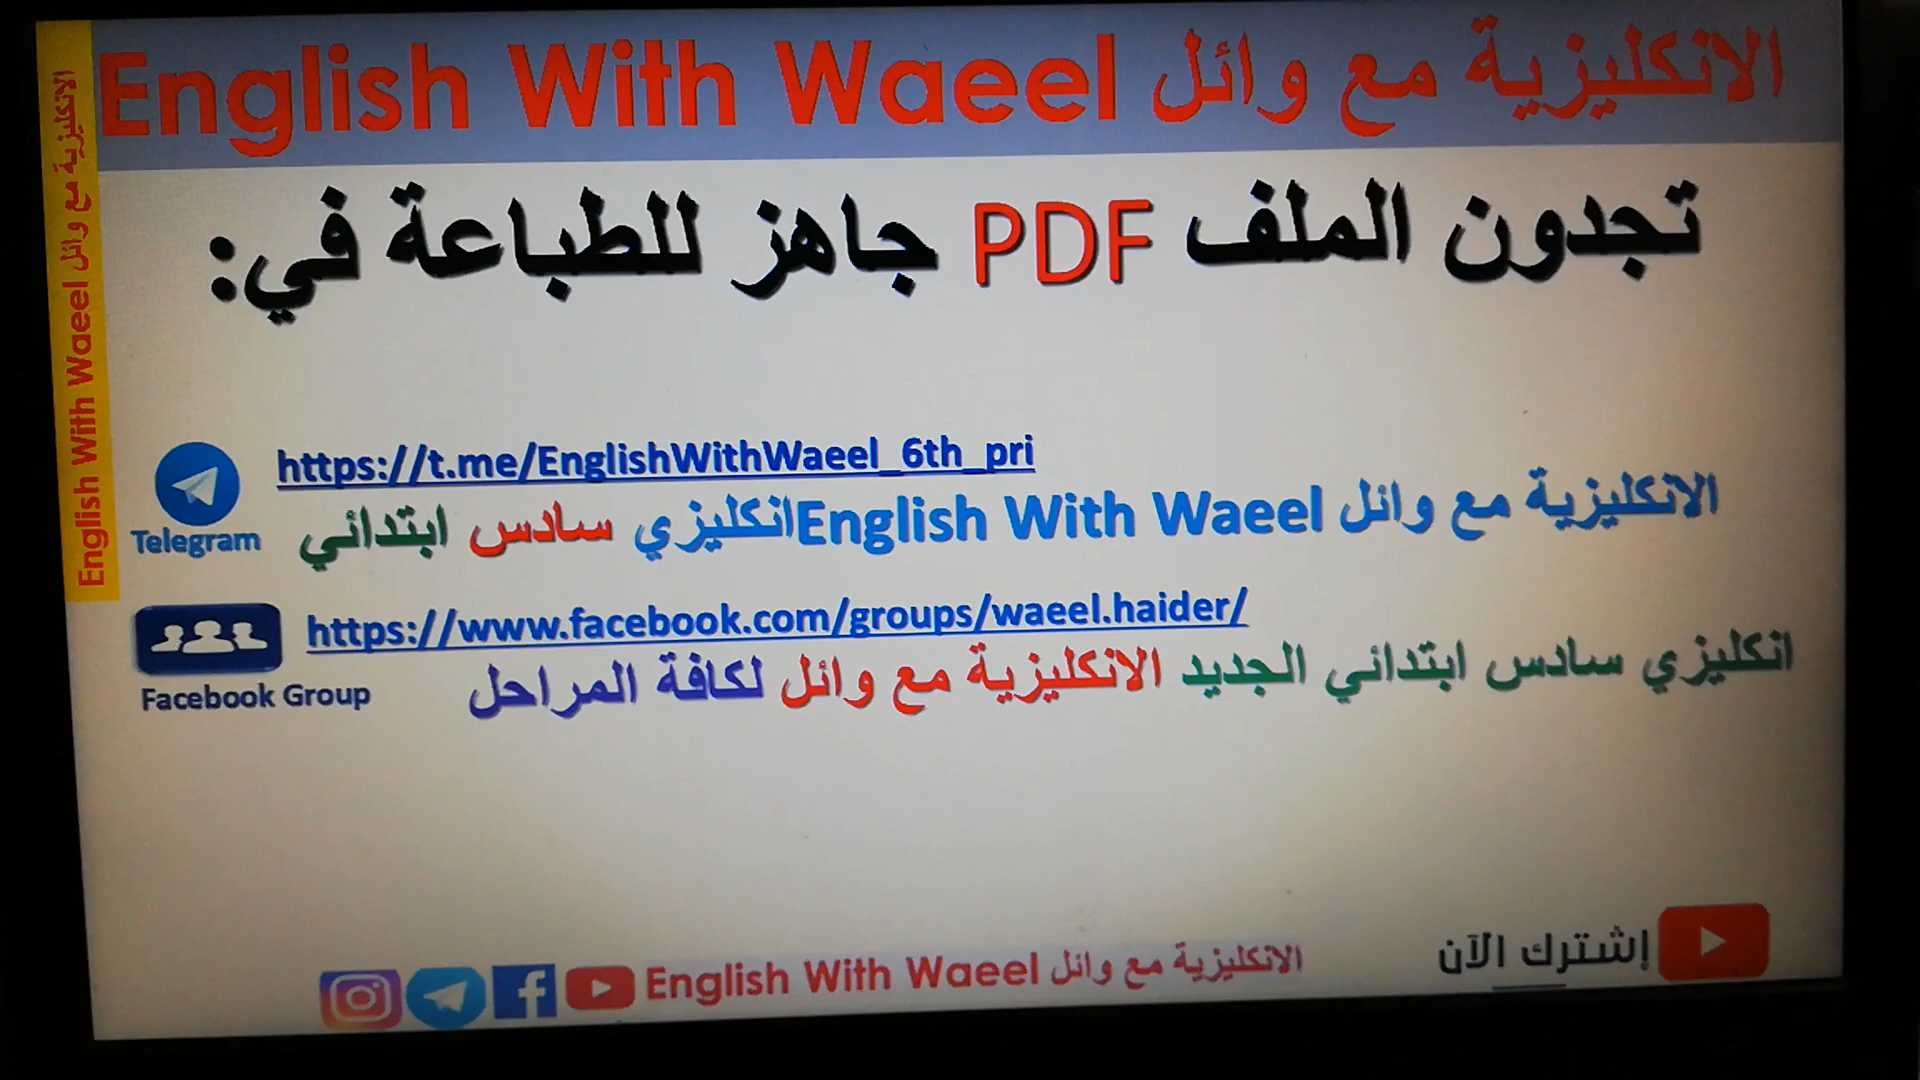 English With Waeel الانكليزية مع وائل
English With Waeel الانكليزية مع وائل
تجدون الملف PDF جاهز للطباعة في:
https://t.me/EnglishWithWaeel_6th_pri
Telegram
الانكليزية مع وائل English With Waeel انكليزي سادس ابتدائي
https://www.facebook.com/groups/waeel.haider/
Facebook Group
انكليزي سادس ابتدائي الجديد الانكليزية مع وائل لكافة المراحل
English With Waeel الانكليزية مع وائل
إشترك الآن